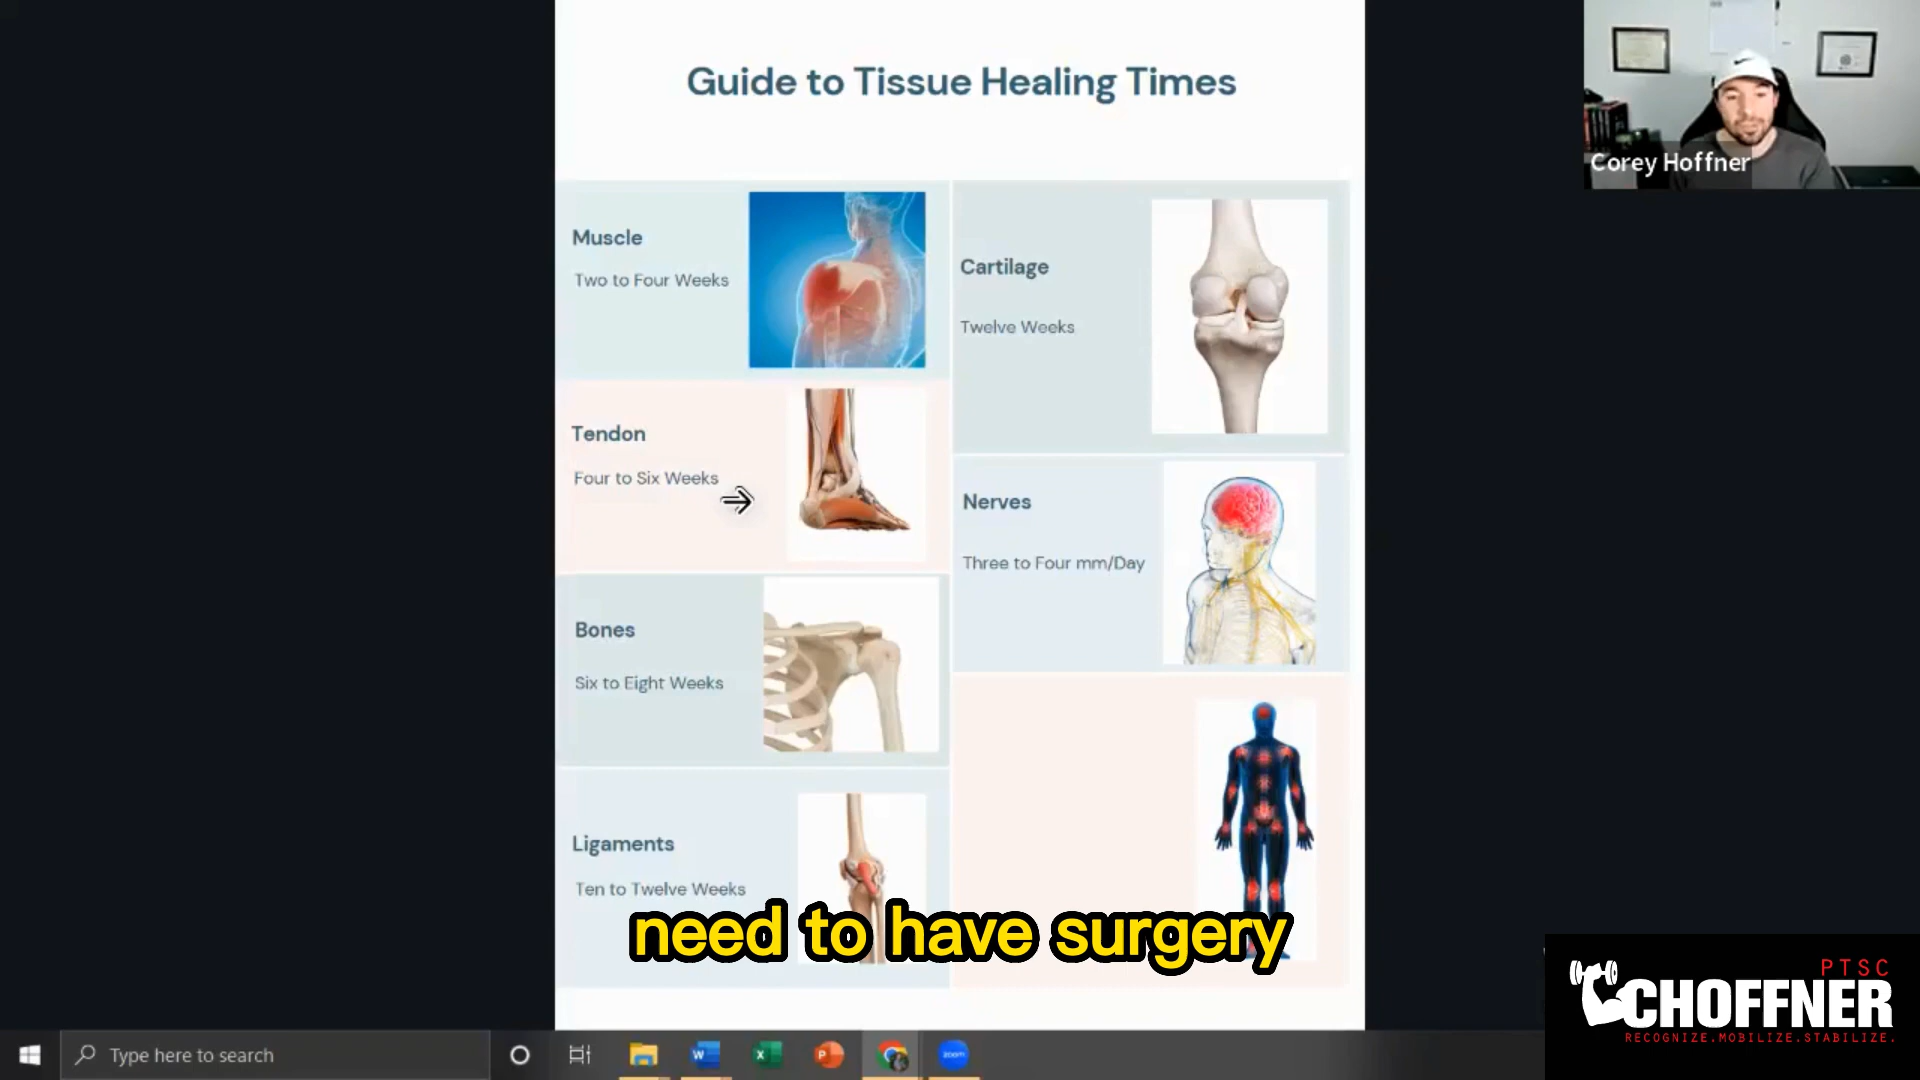 Guide to Tissue Healing Times
Corey Hoffner
Muscle
Two to Four Weeks
Cartilage
Twelve Weeks
Tendon
Four to Six Weeks
Nerves
Three to Four mm/Day
Bones
Six to Eight Weeks
Ligaments
Ten to Twelve Weeks
need to have surgery
PTSC
CHOFFNER
RECOGNIZE.MOBILIZE.STABILIZE.
Type here to search
W
X
P
zoom